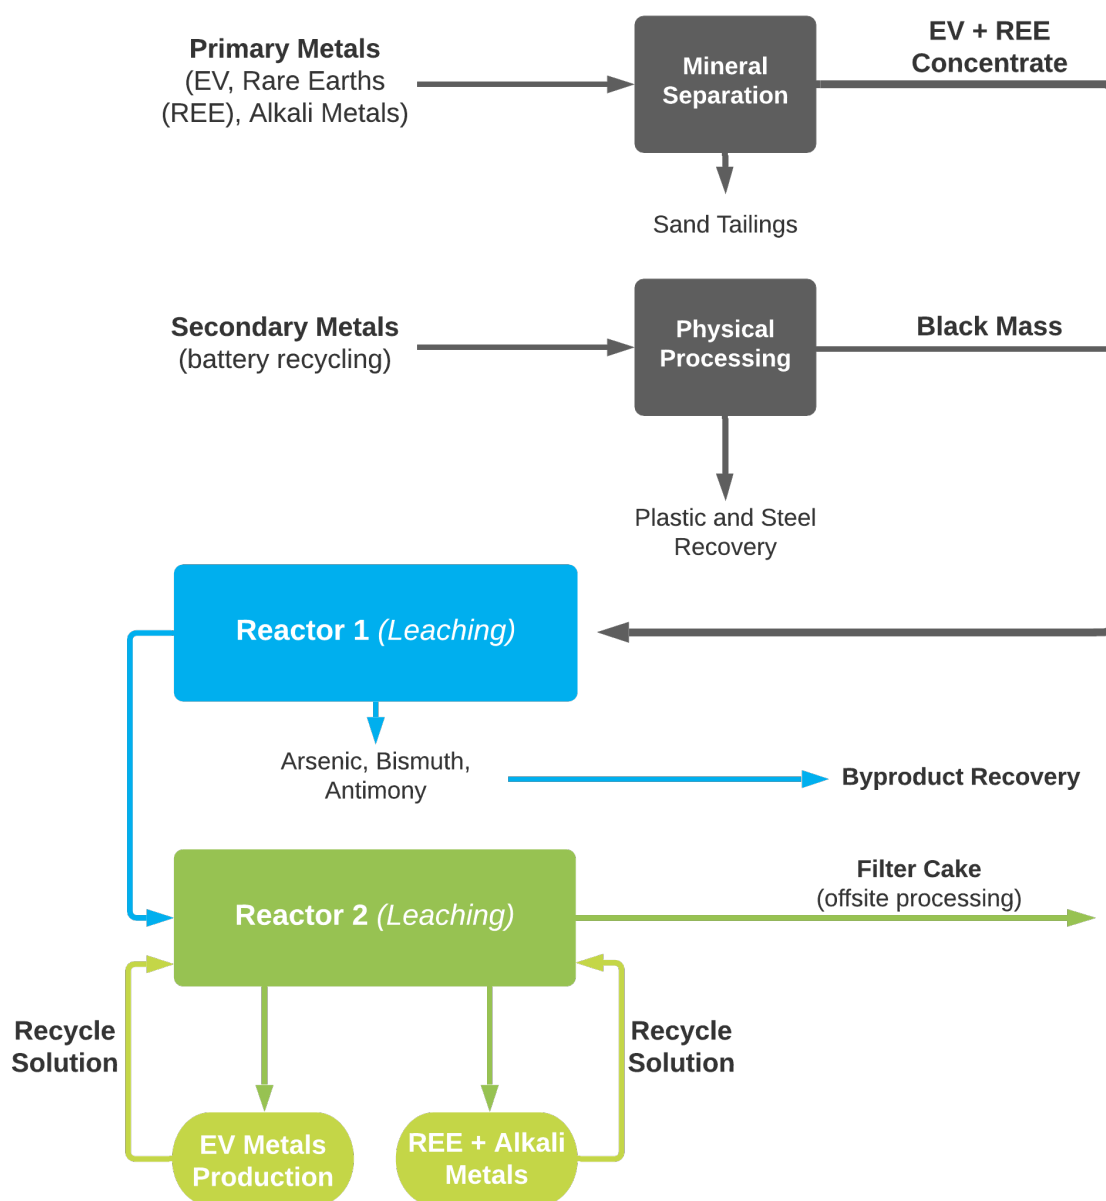 Primary Metals
(EV, Rare Earths
(REE), Alkali Metals)
Mineral
Separation
EV + REE
Concentrate
Sand Tailings
Secondary Metals
(battery recycling)
Physical
Processing
Black Mass
Plastic and Steel
Recovery
Reactor 1 (Leaching)
Arsenic, Bismuth,
Antimony
Byproduct Recovery
Reactor 2 (Leaching)
Filter Cake
(offsite processing)
Recycle
Solution
Recycle
Solution
EV Metals
Production
REE + Alkali
Metals